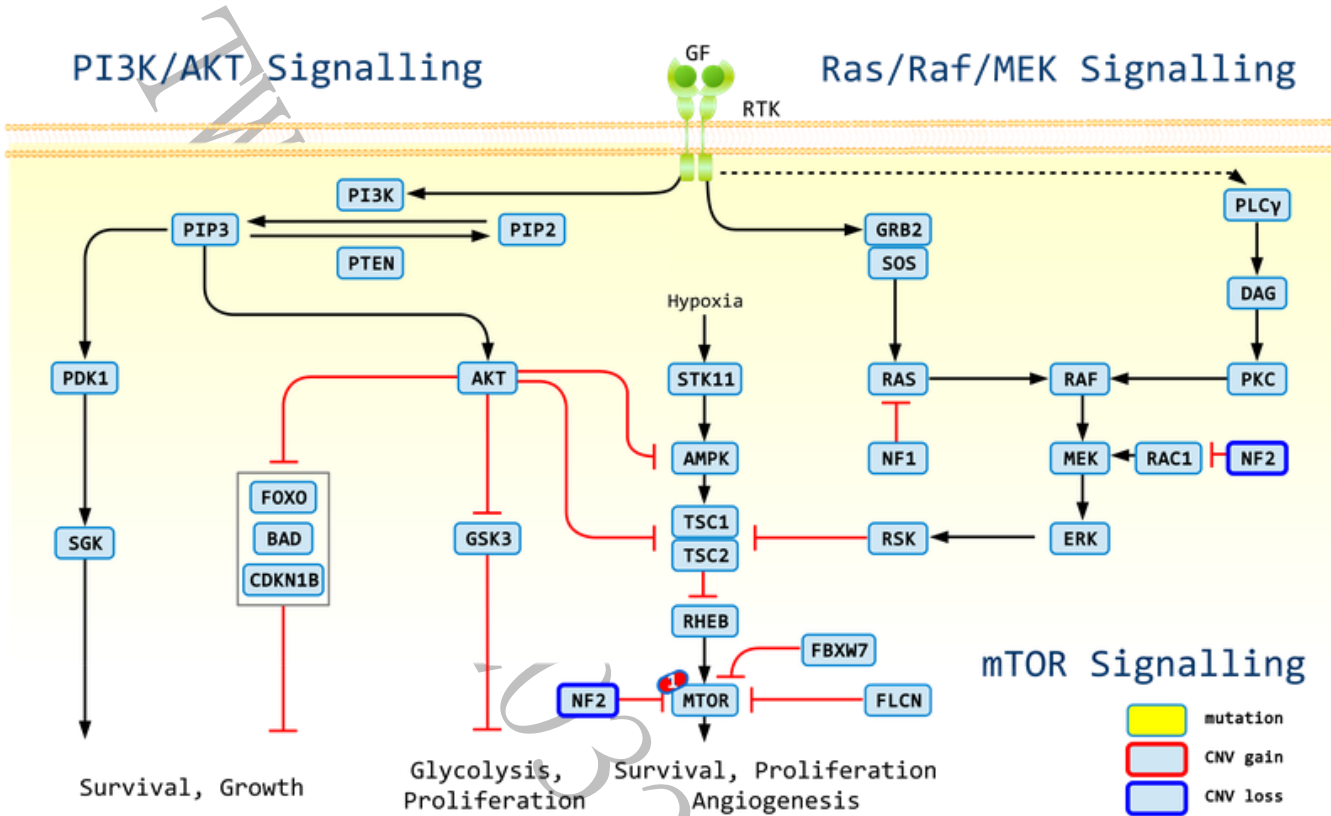 PI3K/AKT Signalling
GF
Ras/Raf/MEK Signalling
RTK
PI3K
PLCγ
PIP3
PIP2
GRB2
PTEN
SOS
DAG
Hypoxia
PDK1
AKT
STK11
RAS
RAF
PKC
AMPK
NF1
MEK
RAC1
NF2
FOXO
TSC1
SGK
BAD
GSK3
TSC2
RSK
ERK
CDKN1B
RHEB
FBXW7
mTOR Signalling
1
NF2
MTOR
FLCN
mutation
CNV gain
CNV loss
Survival, Growth
Glycolysis,
Proliferation
Survival, Proliferation
Angiogenesis